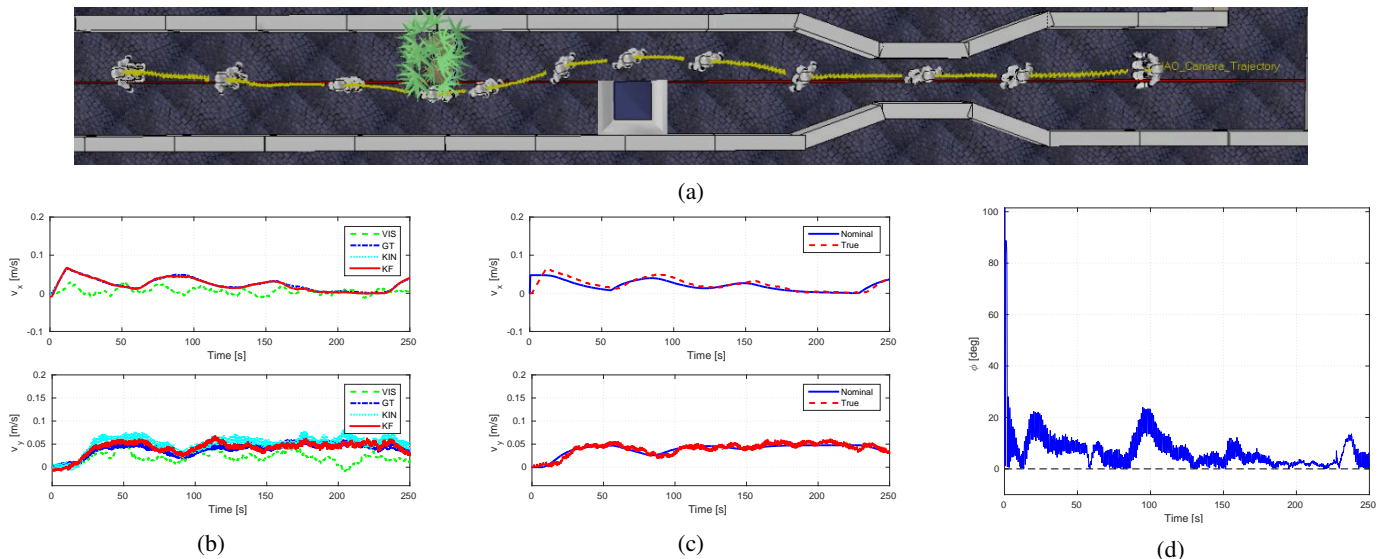 IAO_Camera_Trajectory
(a)
0.2
0.1
0
-0.1
v_x [m/s]
0 50 100 150 200 250
Time [s]
VIS
GT
KIN
KF
0.2
0.15
0.1
0.05
0
v_y [m/s]
0 50 100 150 200 250
Time [s]
VIS
GT
KIN
KF
(b)
0.2
0.1
0
-0.1
v_x [m/s]
0 50 100 150 200 250
Time [s]
Nominal
True
0.2
0.15
0.1
0.05
0
v_y [m/s]
0 50 100 150 200 250
Time [s]
Nominal
True
(c)
100
80
60
40
20
0
ϕ [deg]
0 50 100 150 200 250
Time [s]
(d)